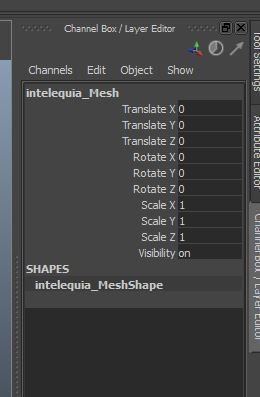 Channel Box / Layer Editor
Channels Edit Object Show
intelequia_Mesh
Translate X 0
Translate Y 0
Translate Z 0
Rotate X 0
Rotate Y 0
Rotate Z 0
Scale X 1
Scale Y 1
Scale Z 1
Visibility on
SHAPES
intelequia_MeshShape
Tool Settings
Attribute Editor
Channel Box / Layer Editor